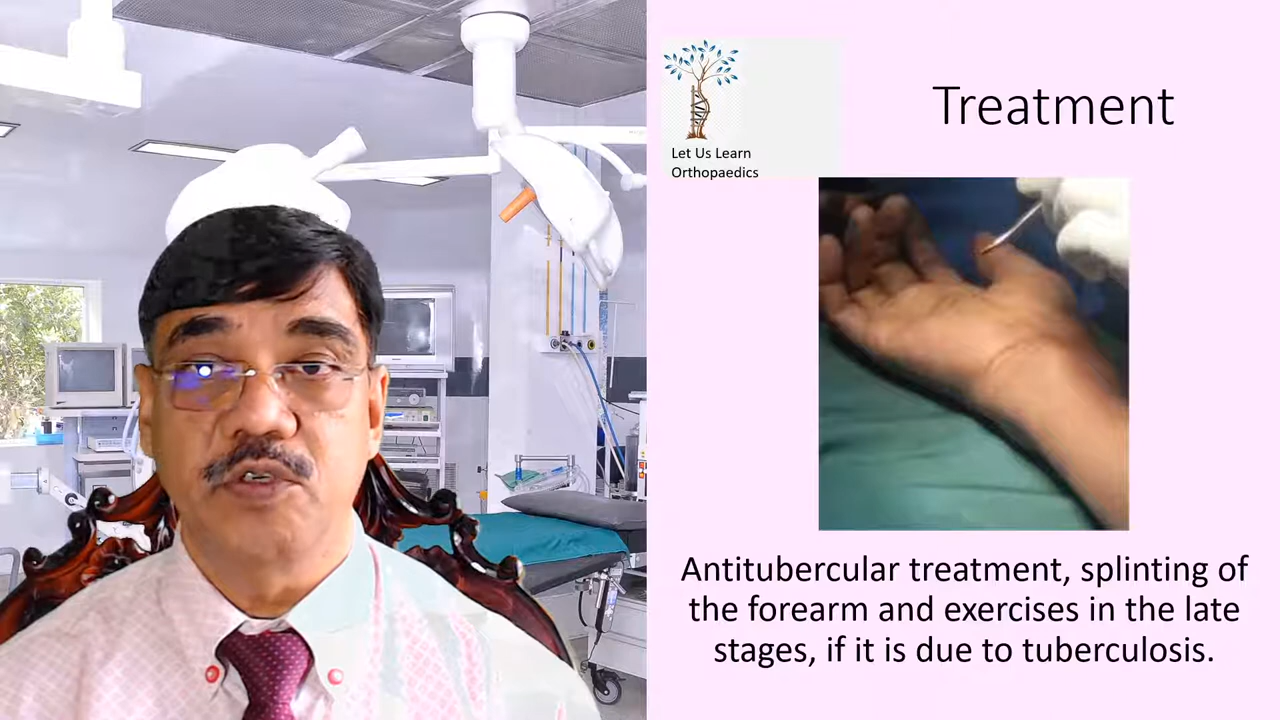 Treatment
Let Us Learn
Orthopaedics
Antitubercular treatment, splinting of
the forearm and exercises in the late
stages, if it is due to tuberculosis.